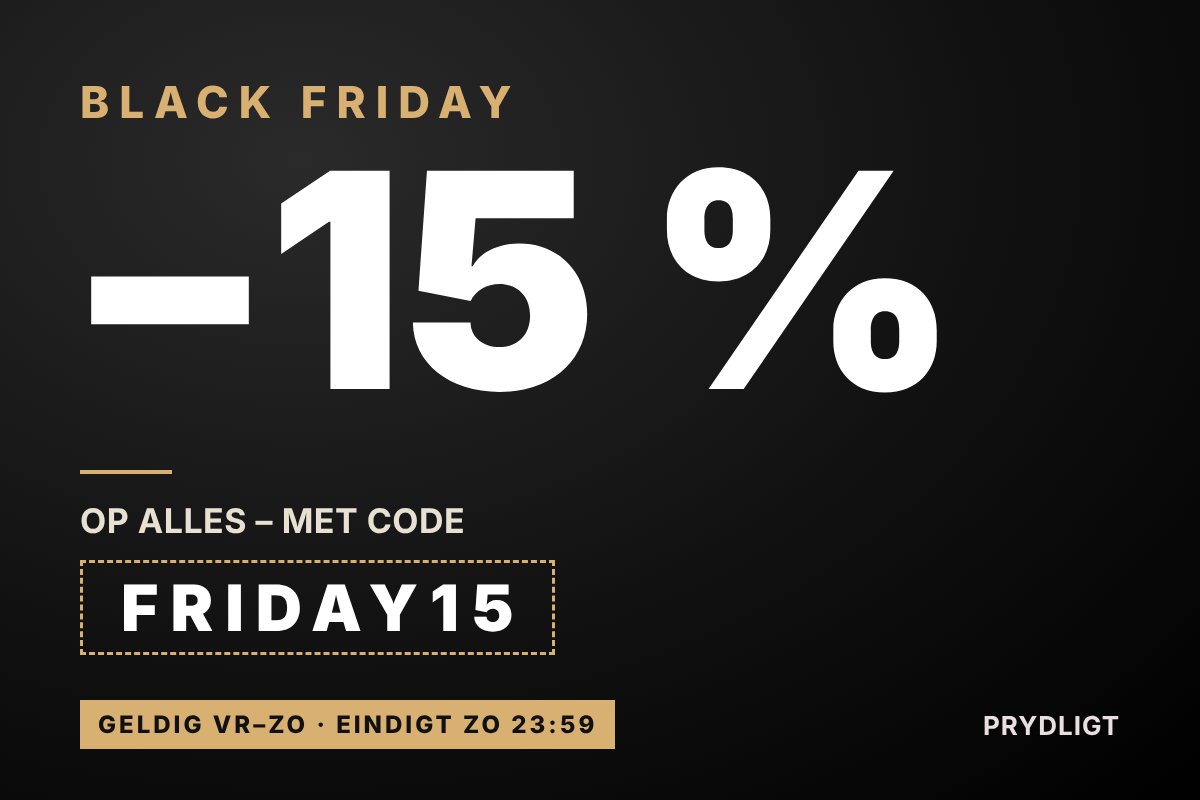 BLACK FRIDAY
–15 %
OP ALLES – MET CODE
FRIDAY15
GELDIG VR–ZO · EINDIGT ZO 23:59
PRYDLIGT